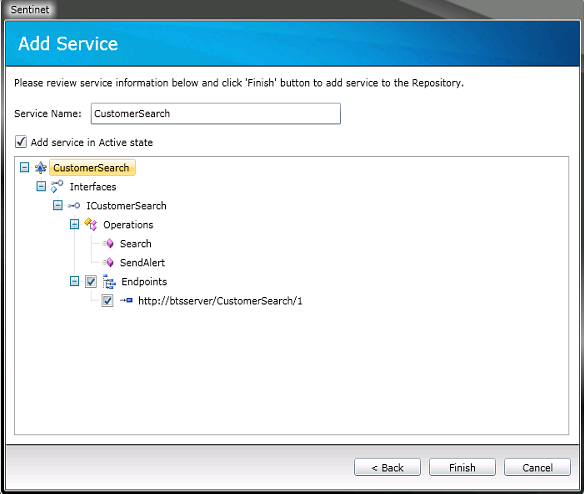 Sentinet
Add Service
Please review service information below and click 'Finish' button to add service to the Repository.
Service Name: CustomerSearch
Add service in Active state
CustomerSearch
Interfaces
ICustomerSearch
Operations
Search
SendAlert
Endpoints
http://btsserver/CustomerSearch/1
< Back Finish Cancel